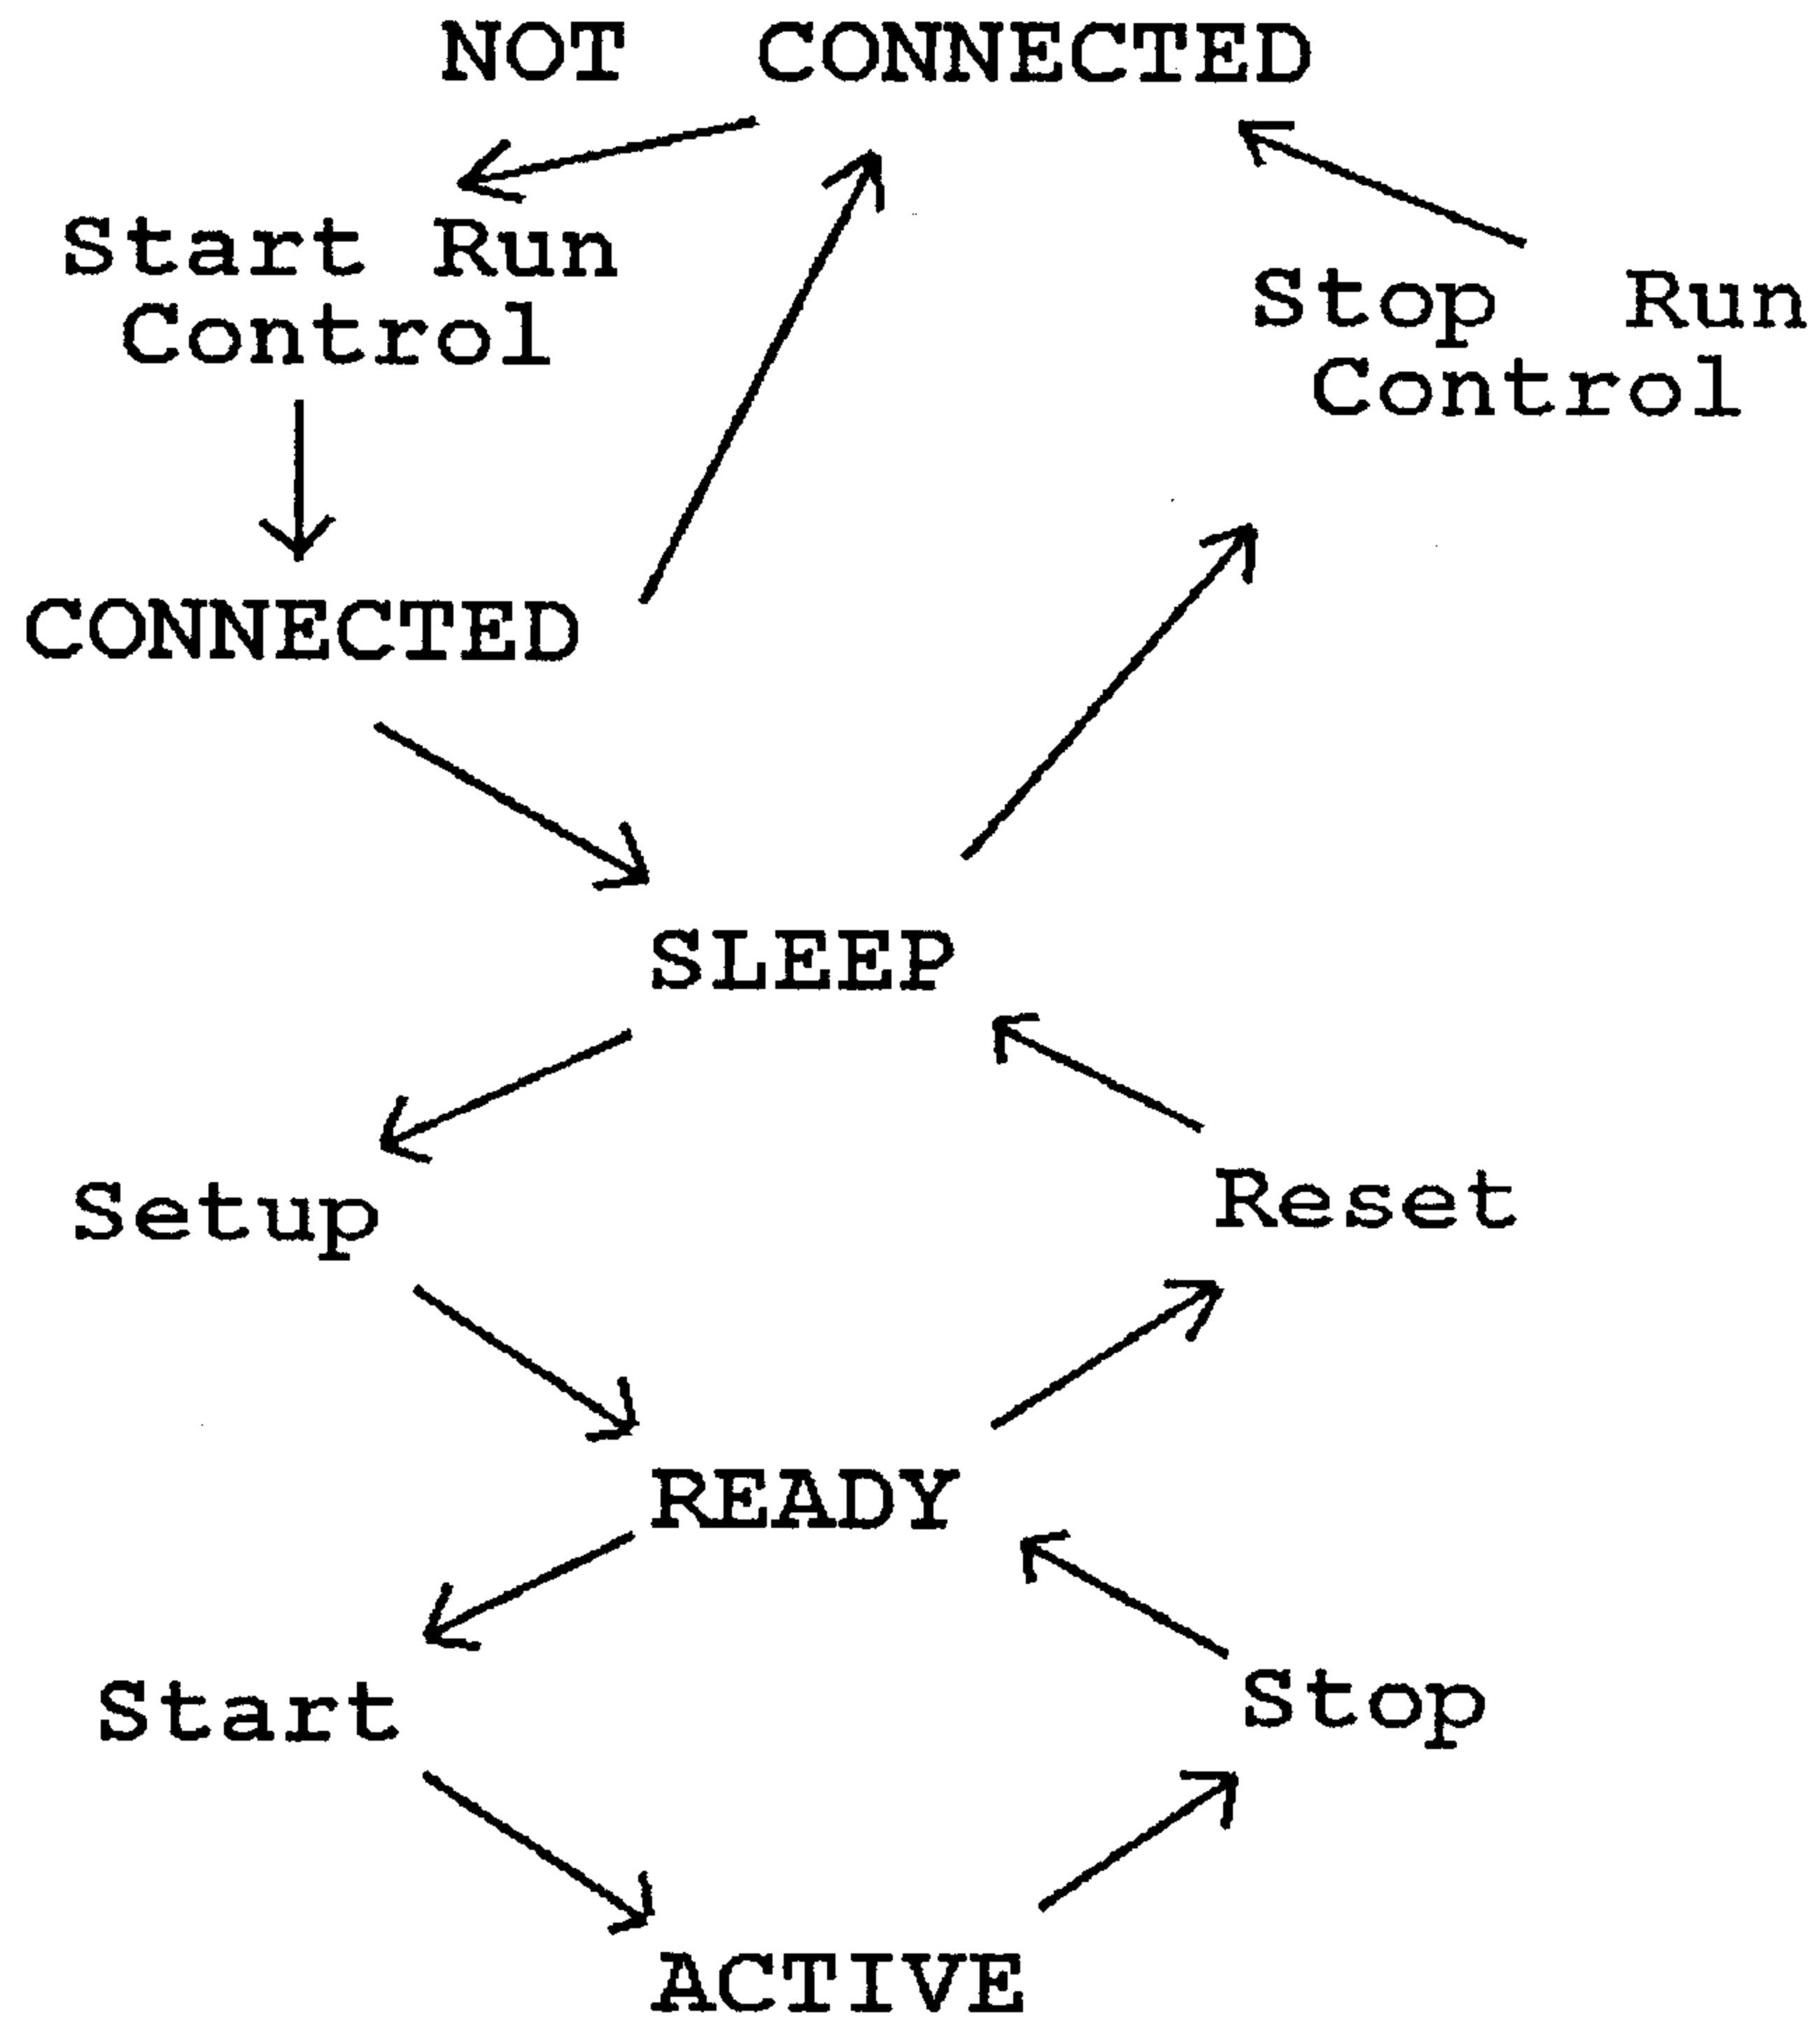 NOT CONNECTED
Start Run
Control
Stop Run
Control
CONNECTED
SLEEP
Setup
Reset
READY
Start
Stop
ACTIVE